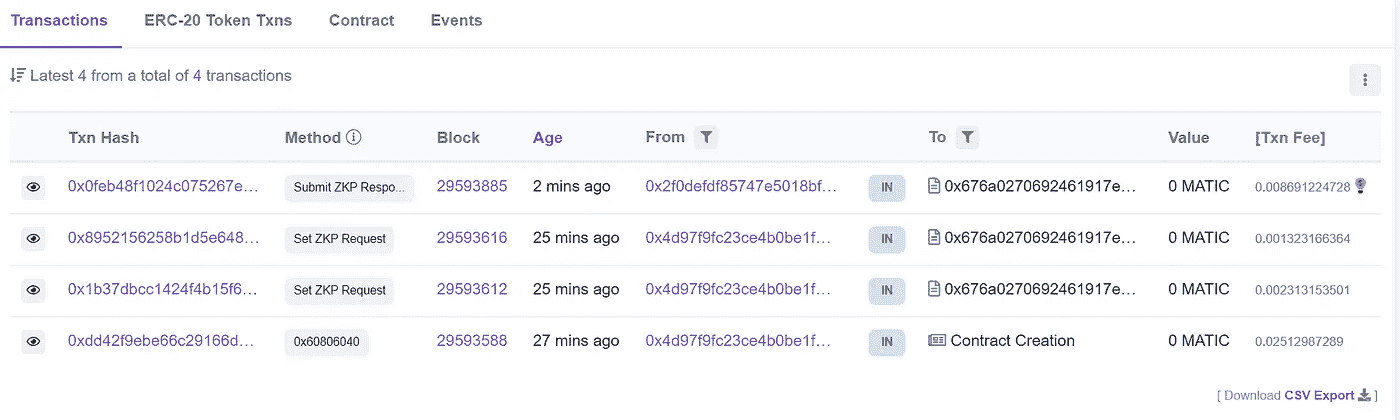 Transactions ERC-20 Token Txns Contract Events
Latest 4 from a total of 4 transactions
Txn Hash Method Block Age From To Value [Txn Fee]
0x0feb48f1024c075267e... Submit ZKP Respo... 29593885 2 mins ago 0x2f0defdf85747e5018bf... IN 0x676a0270692461917e... 0 MATIC 0.008691224728
0x8952156258b1d5e648... Set ZKP Request 29593616 25 mins ago 0x4d97f9fc23ce4b0be1f... IN 0x676a0270692461917e... 0 MATIC 0.001323166364
0x1b37dbcc1424f4b15f6... Set ZKP Request 29593612 25 mins ago 0x4d97f9fc23ce4b0be1f... IN 0x676a0270692461917e... 0 MATIC 0.002313153501
0xdd42f9ebe66c29166d... 0x60806040 29593588 27 mins ago 0x4d97f9fc23ce4b0be1f... IN Contract Creation 0 MATIC 0.02512987289
[ Download CSV Export ]